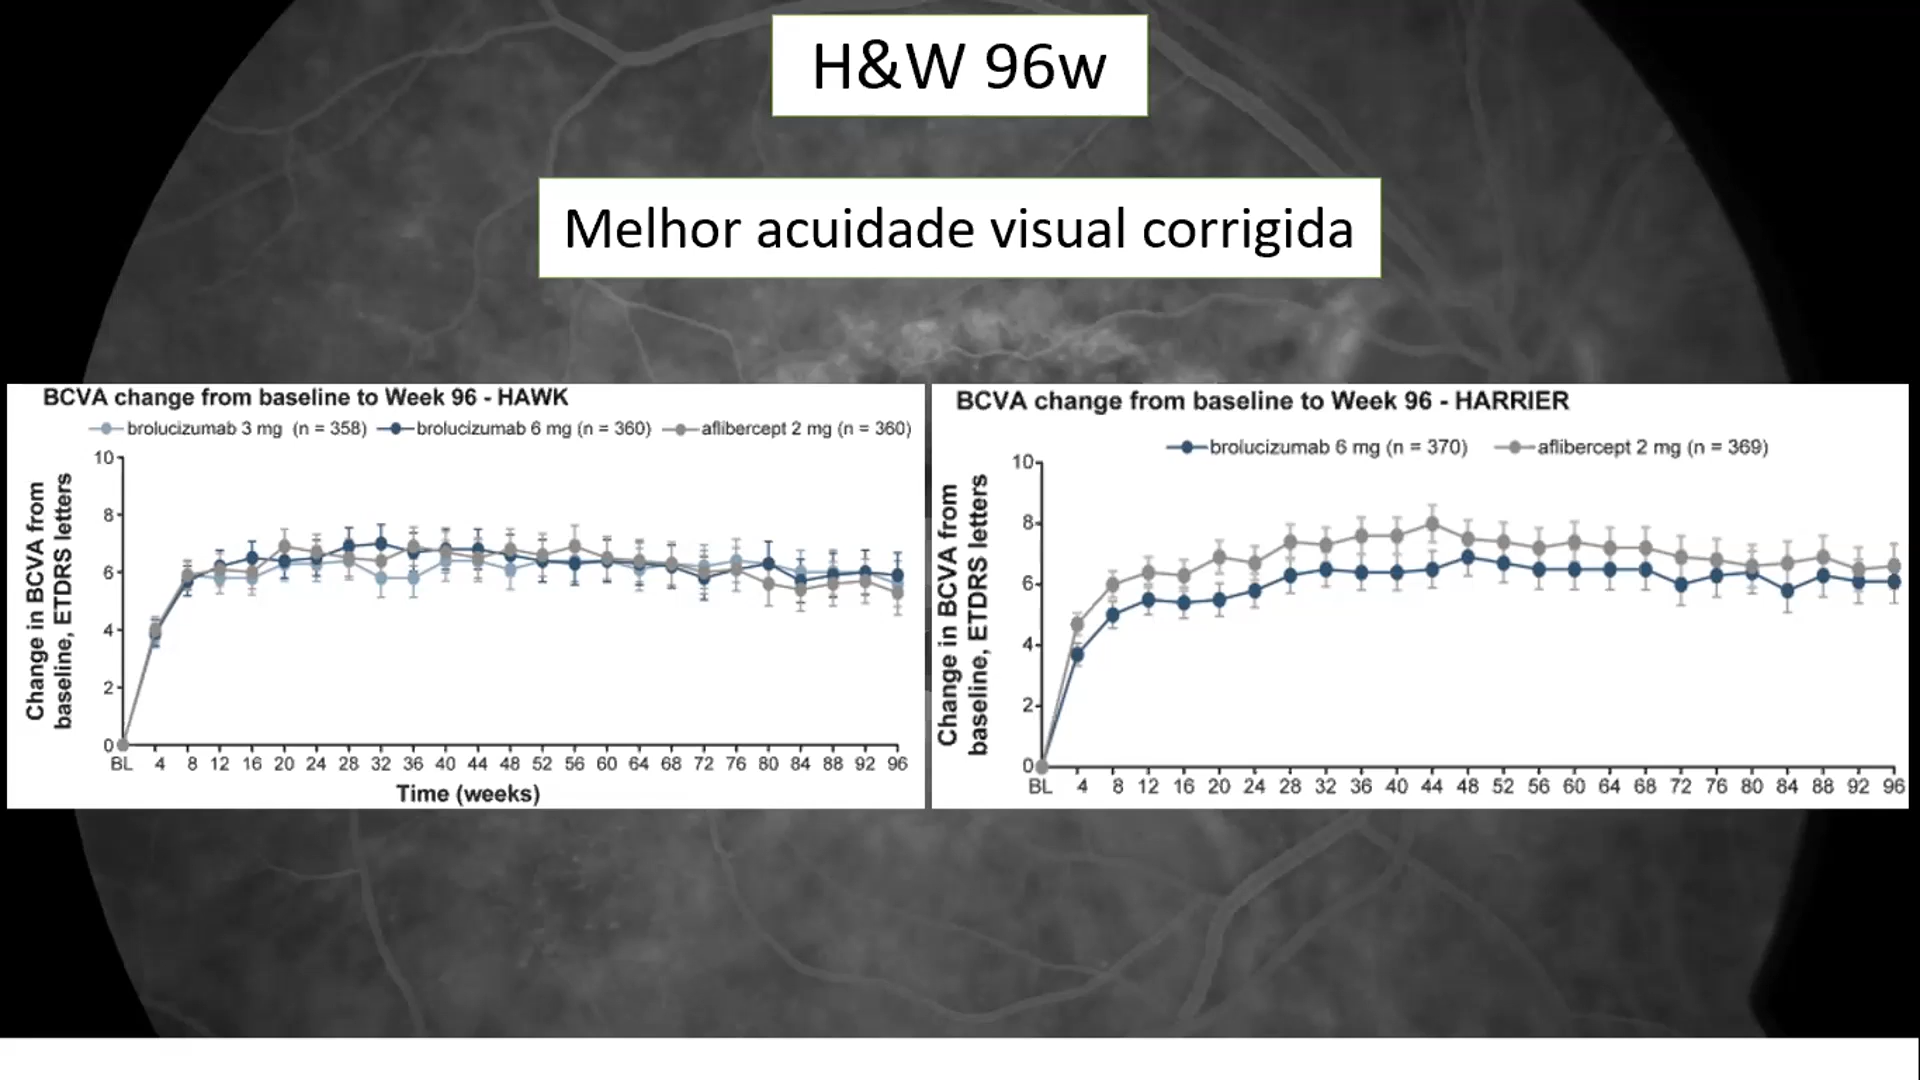 H&W 96w
Melhor acuidade visual corrigida
BCVA change from baseline to Week 96 - HAWK
brolucizumab 3 mg (n = 358) brolucizumab 6 mg (n = 360) aflibercept 2 mg (n = 360)
Change in BCVA from
baseline, ETDRS letters
10
8
6
4
2
0
BL 4 8 12 16 20 24 28 32 36 40 44 48 52 56 60 64 68 72 76 80 84 88 92 96
Time (weeks)
BCVA change from baseline to Week 96 - HARRIER
brolucizumab 6 mg (n = 370) aflibercept 2 mg (n = 369)
Change in BCVA from
baseline, ETDRS letters
10
8
6
4
2
0
BL 4 8 12 16 20 24 28 32 36 40 44 48 52 56 60 64 68 72 76 80 84 88 92 96